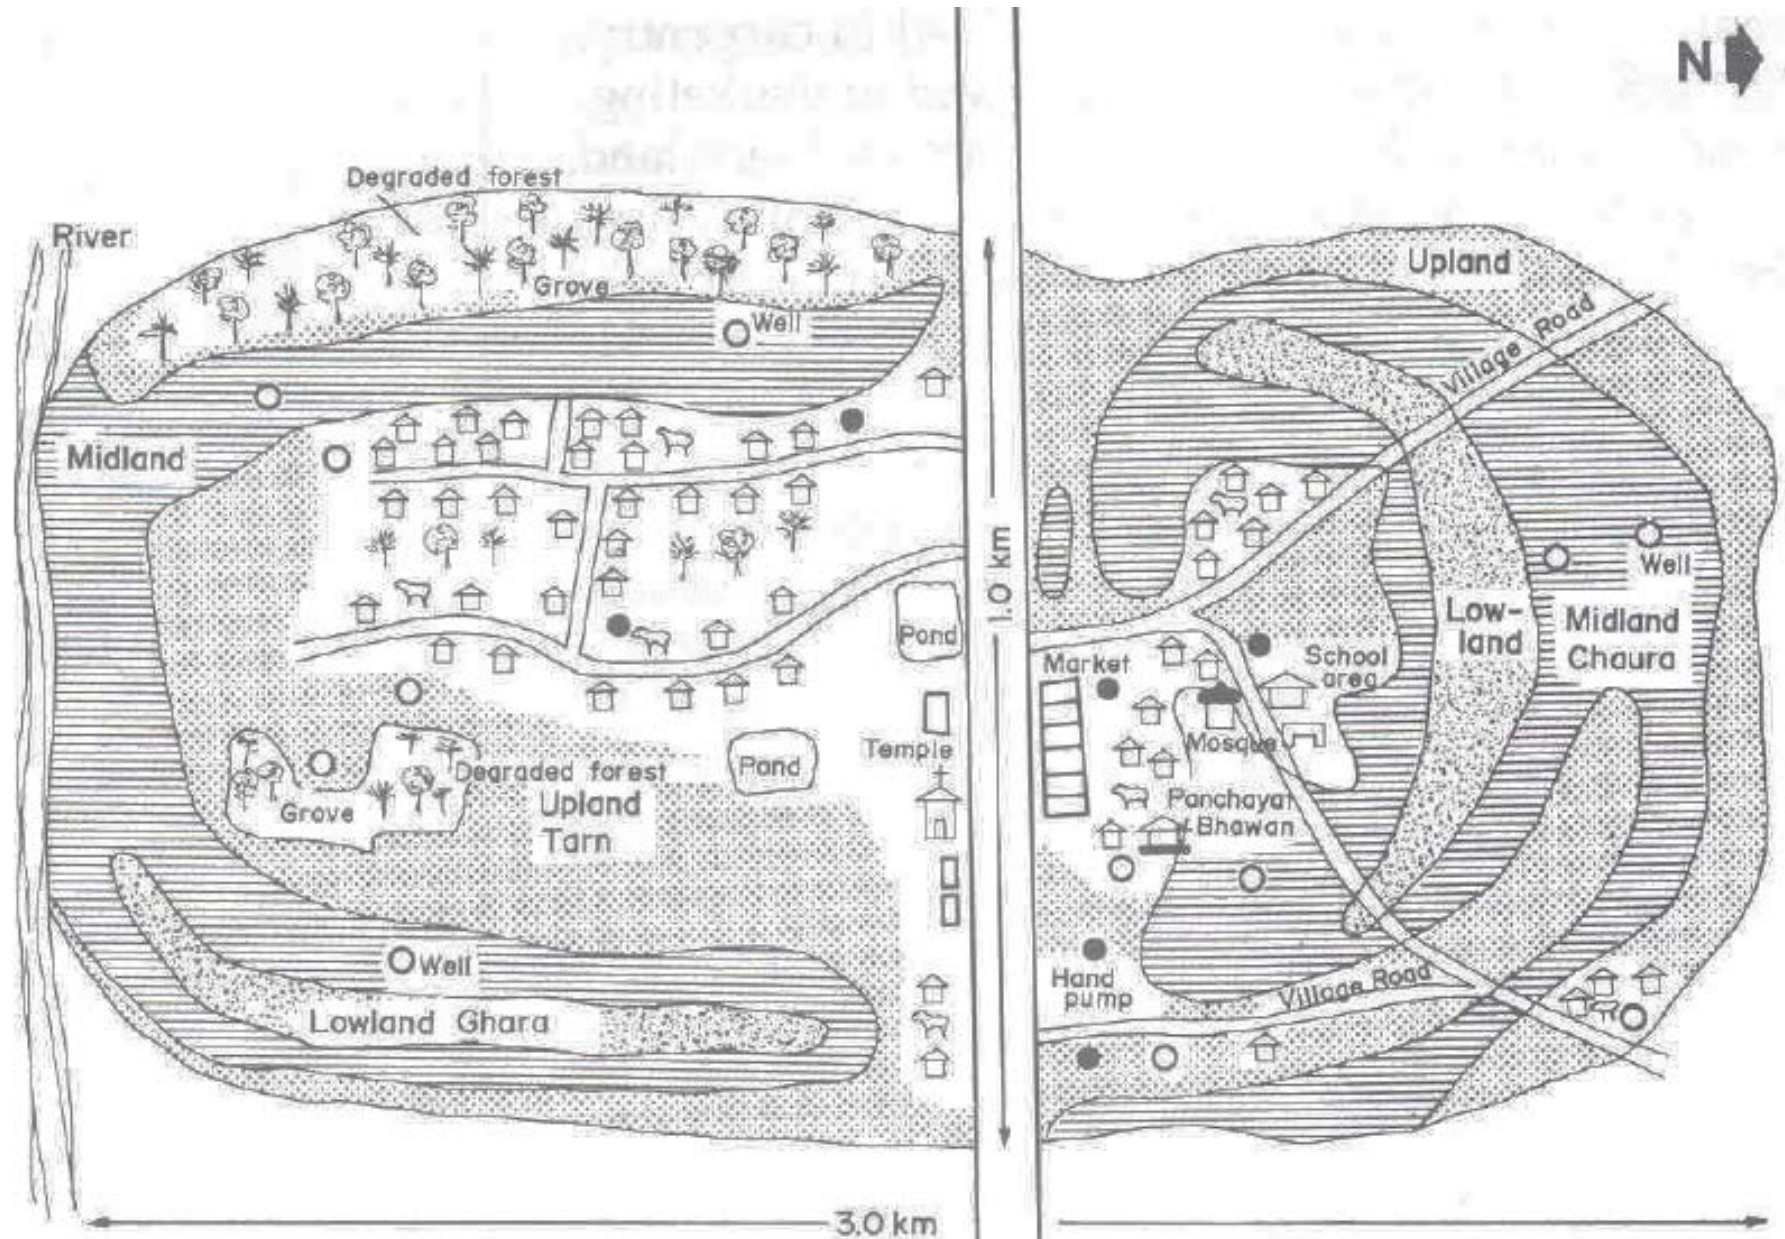 N
Degraded forest
River
Grove
Well
Upland
Village Road
Midland
1.0 km
Well
Pond
Low-
land
Midland
Chaura
Market
School
area
Temple
Mosque
Pond
Degraded forest
Grove
Upland
Tarn
Panchayat
Bhawan
Well
Hand
pump
Village Road
Lowland Ghara
3.0 km